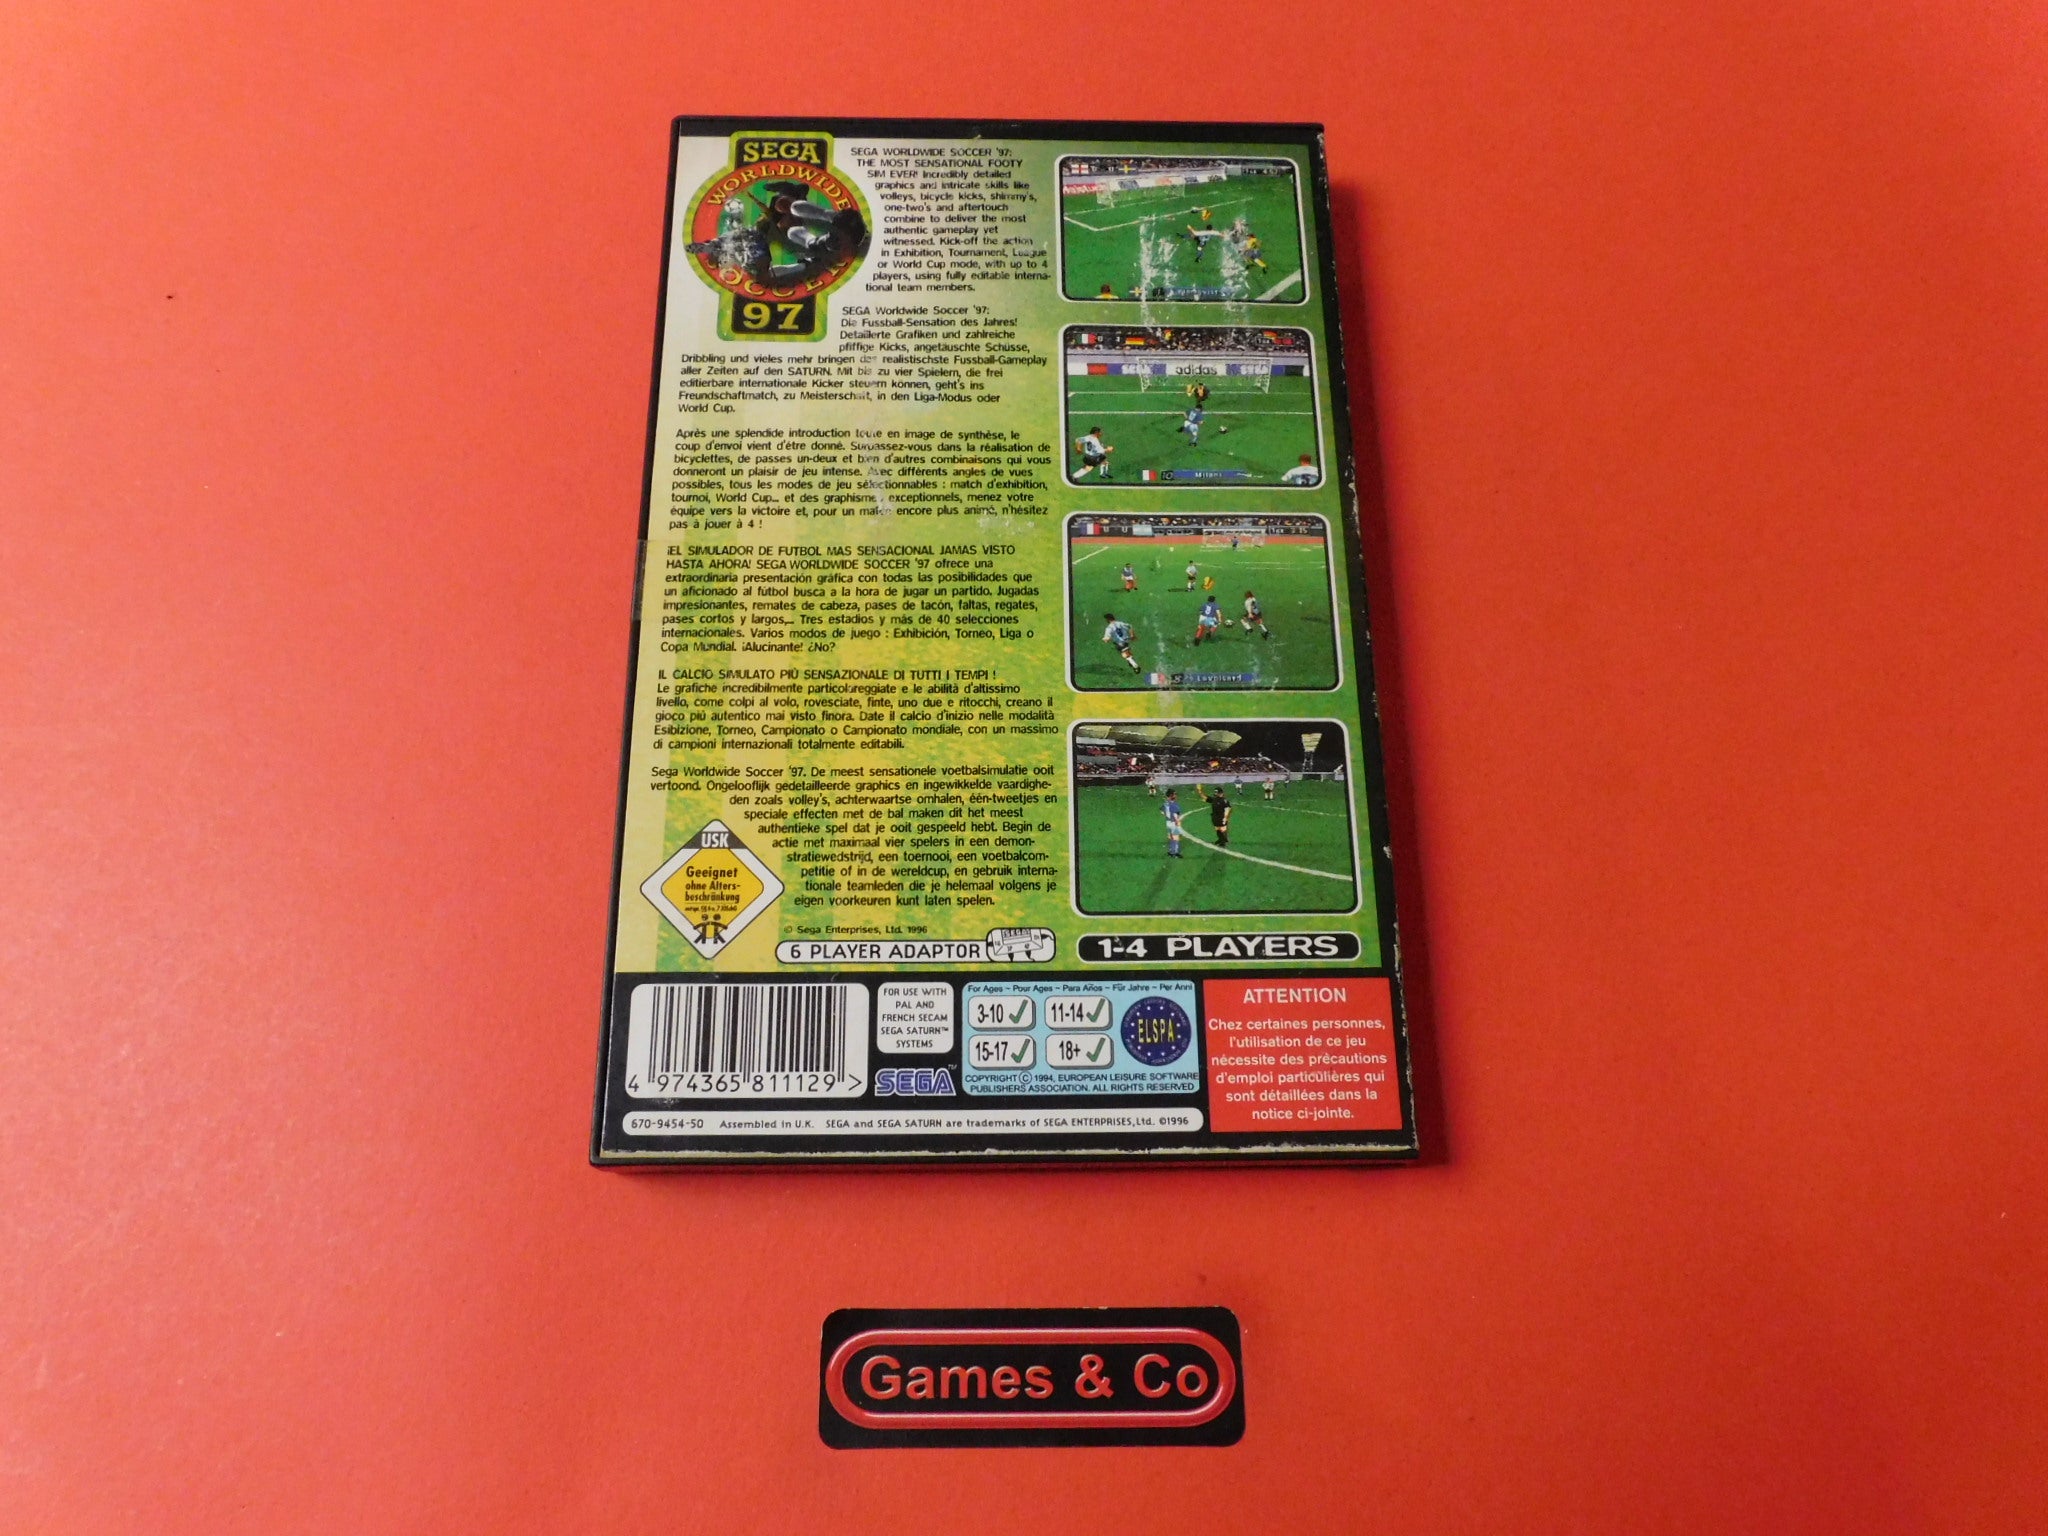 SEGA
WORLDWIDE
SOCCER
97
SEGA WORLDWIDE SOCCER '97:
THE MOST SENSATIONAL FOOTY
SIM EVER! Incredibly detailed
graphics and intricate skills like
volleys, bicycle kicks, shimmy's,
one-two's and aftertouch
combine to deliver the most
authentic gameplay yet
witnessed. Kick-off the action
in Exhibition, Tournament, League
or World Cup mode, with up to 4
players, using fully editable interna-
tional team members.
SEGA Worldwide Soccer '97:
Die Fussball-Sensation des Jahres!
Detaillerte Grafiken und zahlreiche
pfiffige Kicks, angetäuschte Schüsse,
Dribbling und vieles mehr bringen das realistischste Fussball-Gameplay
aller Zeiten auf den SATURN. Mit bis zu vier Spielern, die frei
editierbare internationale Kicker steuern können, geht's ins
Freundschaftmatch, zu Meisterschaft, in den Liga-Modus oder
World Cup.
Après une splendide introduction toute en image de synthèse, le
coup d'envoi vient d'étre donné. Surpassez-vous dans la réalisation de
bicyclettes, de passes un-deux et bien d'autres combinaisons qui vous
donneront un plaisir de jeu intense. Avec différents angles de vues
possibles, tous les modes de jeu sélectionnables : match d'exhibition,
tournoi, World Cup... et des graphismes exceptionnels, menez votre
équipe vers la victoire et, pour un match encore plus animé, n'hésitez
pas à jouer à 4 !
¡EL SIMULADOR DE FUTBOL MAS SENSACIONAL JAMAS VISTO
HASTA AHORA! SEGA WORLDWIDE SOCCER '97 ofrece una
extraordinaria presentación gráfica con todas las posibilidades que
un aficionado al fútbol busca a la hora de jugar un partido. Jugadas
impresionantes, remates de cabeza, pases de tacón, faltas, regates,
pases cortos y largos,... Tres estadios y más de 40 selecciones
internacionales. Varios modos de juego : Exhibición, Torneo, Liga o
Copa Mundial. ¡Alucinante! ¿No?
IL CALCIO SIMULATO PIÙ SENSAZIONALE DI TUTTI I TEMPI !
Le grafiche incredibilmente particolareggiate e le abilità d'altissimo
livello, come colpi al volo, rovesciate, finte, uno due e ritocchi, creano il
gioco più autentico mai visto finora. Date il calcio d'inizio nelle modalità
Esibizione, Torneo, Campionato o Campionato mondiale, con un massimo
di campioni internazionali totalmente editabili.
Sega Worldwide Soccer '97. De meest sensationele voetbalsimulatie ooit
vertoond. Ongelooflijk gedetailleerde graphics en ingewikkelde vaardighe-
den zoals volley's, achterwaartse omhalen, één-tweetjes en
speciale effecten met de bal maken dit het meest
authentieke spel dat je ooit gespeeld hebt. Begin de
actie met maximaal vier spelers in een demon-
stratiewedstrijd, een toernooi, een voetbalcom-
petitie of in de wereldcup, en gebruik interna-
tionale teamleden die je helemaal volgens je
eigen voorkeuren kunt laten spelen.
USK
Geeignet
ohne Alters-
beschränkung
© Sega Enterprises, Ltd. 1996
6 PLAYER ADAPTOR
SEGA
SEGA adidas SEGA
1-4 PLAYERS
4 974365 811129 >
FOR USE WITH
PAL AND
FRENCH SECAM
SEGA SATURN™
SYSTEMS
SEGA™
For Ages ~ Pour Ages ~ Para Años ~ Für Jahre ~ Per Anni
3-10 11-14
15-17 18+
ELSPA
COPYRIGHT © 1994, EUROPEAN LEISURE SOFTWARE
PUBLISHERS ASSOCIATION. ALL RIGHTS RESERVED
ATTENTION
Chez certaines personnes,
l'utilisation de ce jeu
nécessite des précautions
d'emploi particulières qui
sont détaillées dans la
notice ci-jointe.
670-9454-50 Assembled in U.K. SEGA and SEGA SATURN are trademarks of SEGA ENTERPRISES, Ltd. ©1996
Games & Co